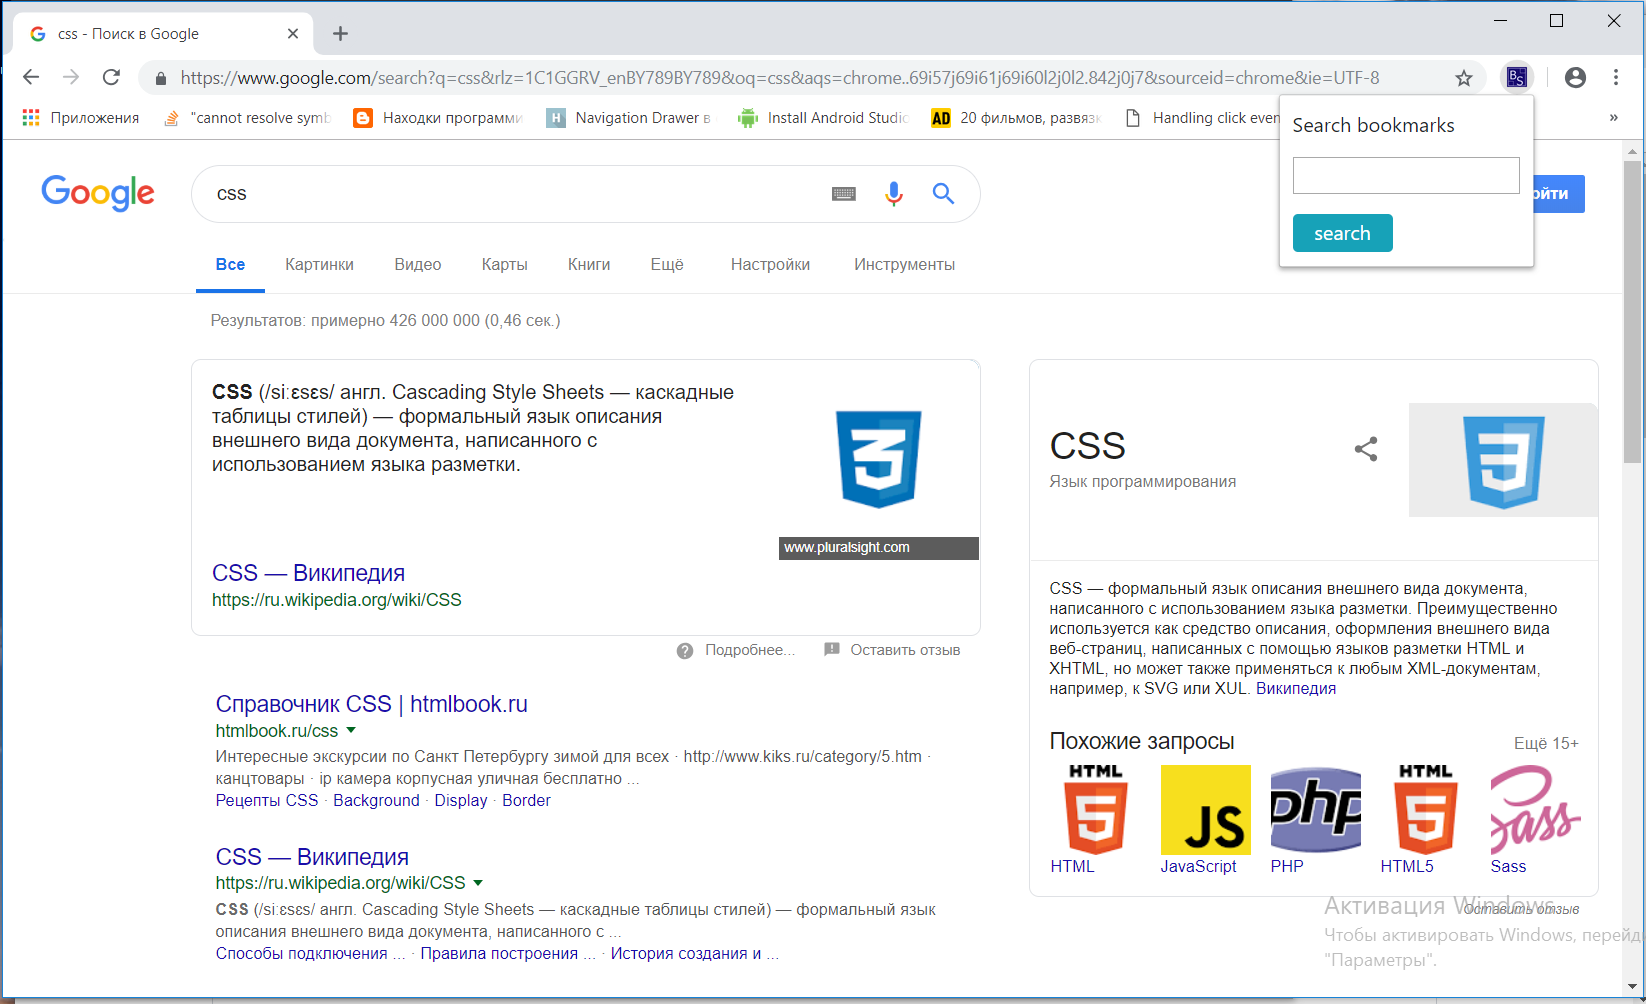 css - Поиск в Google
https://www.google.com/search?q=css&rlz=1C1GGRV_enBY789BY789&oq=css&aqs=chrome..69i57j69i61j69i60l2j0l2.842j0j7&sourceid=chrome&ie=UTF-8
BS
Приложения
"cannot resolve symb
Находки программи
H
Navigation Drawer в
Install Android Studio
AD
20 фильмов, развязк
Handling click even
»
Search bookmarks
search
ойти
Google
css
Все
Картинки
Видео
Карты
Книги
Ещё
Настройки
Инструменты
Результатов: примерно 426 000 000 (0,46 сек.)
CSS (/siːɛsɛs/ англ. Cascading Style Sheets — каскадные
таблицы стилей) — формальный язык описания
внешнего вида документа, написанного с
использованием языка разметки.
www.pluralsight.com
CSS — Википедия
https://ru.wikipedia.org/wiki/CSS
Подробнее...
Оставить отзыв
Справочник CSS | htmlbook.ru
htmlbook.ru/css
Интересные экскурсии по Санкт Петербургу зимой для всех · http://www.kiks.ru/category/5.htm ·
канцтовары · ip камера корпусная уличная бесплатно ...
Рецепты CSS · Background · Display · Border
CSS — Википедия
https://ru.wikipedia.org/wiki/CSS
CSS (/siːɛsɛs/ англ. Cascading Style Sheets — каскадные таблицы стилей) — формальный язык
описания внешнего вида документа, написанного с ...
Способы подключения ... · Правила построения ... · История создания и ...
CSS
Язык программирования
CSS — формальный язык описания внешнего вида документа,
написанного с использованием языка разметки. Преимущественно
используется как средство описания, оформления внешнего вида
веб-страниц, написанных с помощью языков разметки HTML и
XHTML, но может также применяться к любым XML-документам,
например, к SVG или XUL. Википедия
Похожие запросы
Ещё 15+
HTML
5
JS
php
HTML
5
Sass
HTML
JavaScript
PHP
HTML5
Sass
Оставить отзыв
Активация Windows
Чтобы активировать Windows, перейд
"Параметры".